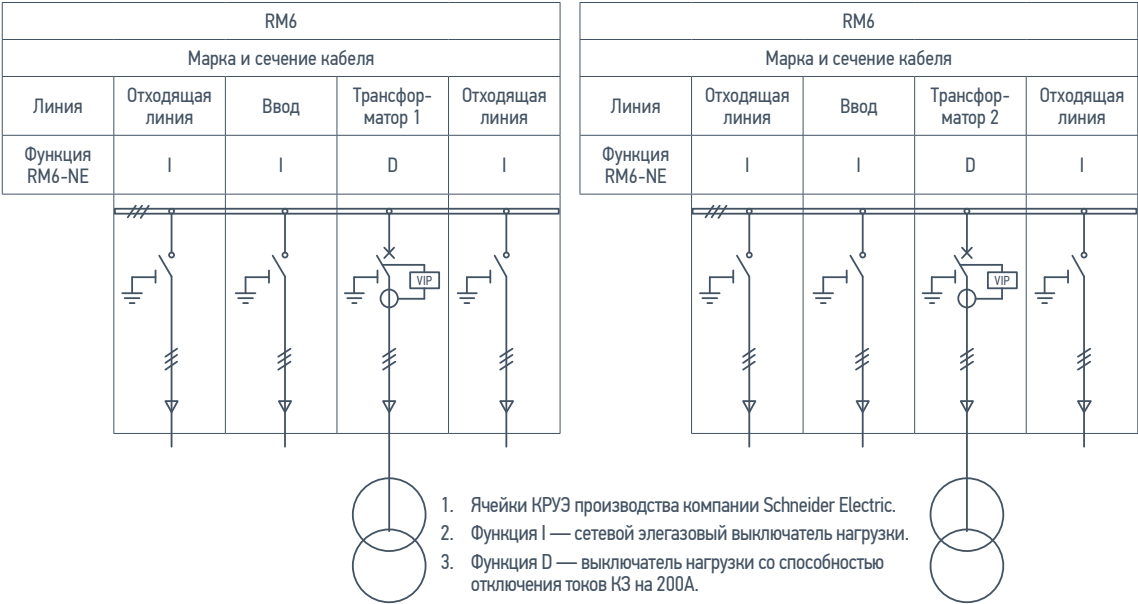 RM6
Марка и сечение кабеля
Линия
Отходящая
линия
Ввод
Трансфор-
матор 1
Отходящая
линия
Функция
RM6-NE
I
I
D
I
VIP
RM6
Марка и сечение кабеля
Линия
Отходящая
линия
Ввод
Трансфор-
матор 2
Отходящая
линия
Функция
RM6-NE
I
I
D
I
VIP
1. Ячейки КРУЭ производства компании Schneider Electric.
2. Функция I — сетевой элегазовый выключатель нагрузки.
3. Функция D — выключатель нагрузки со способностью
отключения токов КЗ на 200А.